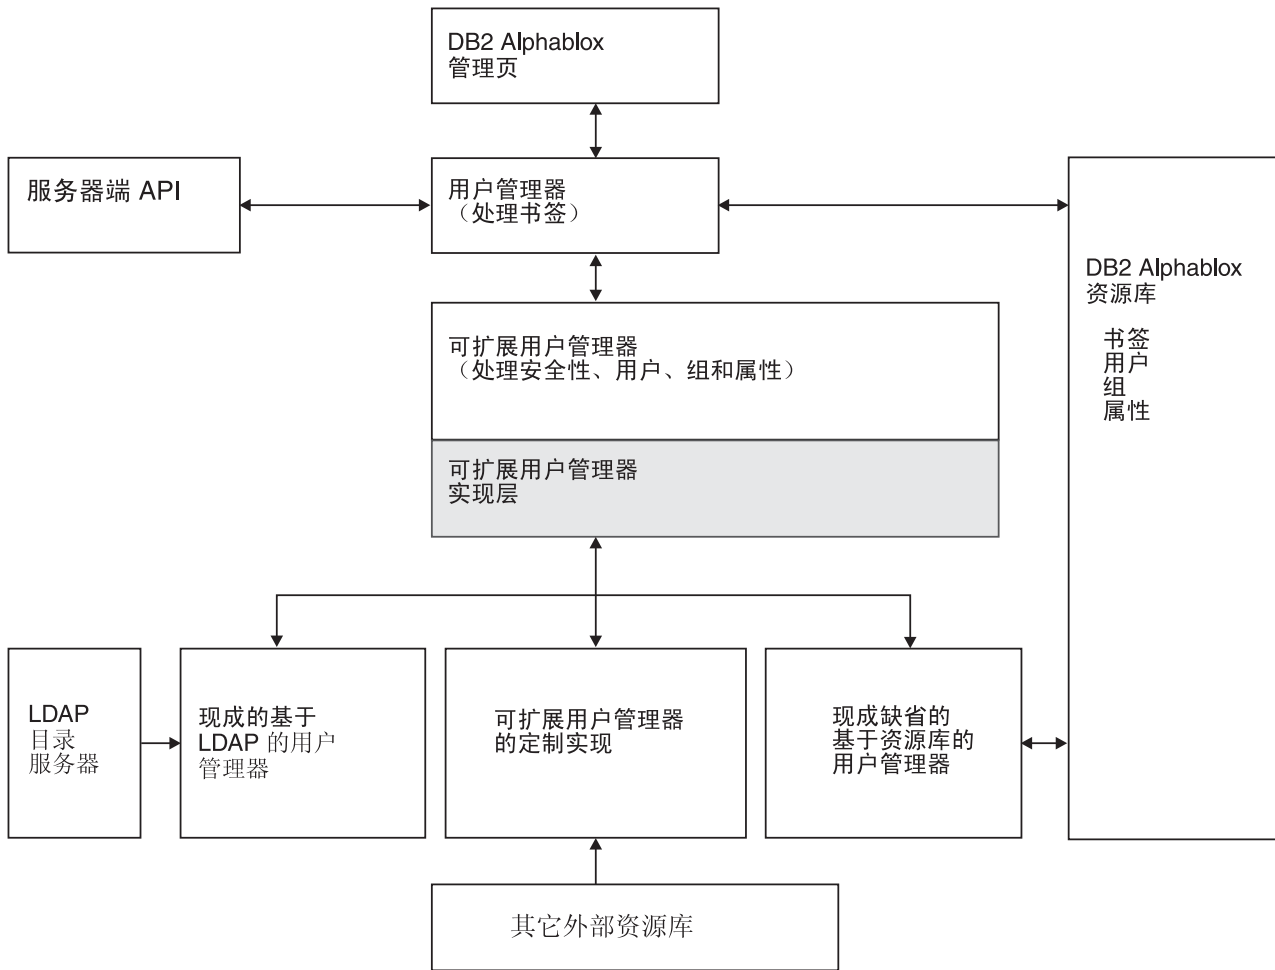 DB2 Alphablox
管理页
服务器端 API
用户管理器
（处理书签）
DB2 Alphablox
资源库
书签
用户
组
属性
可扩展用户管理器
（处理安全性、用户、组和属性）
可扩展用户管理器
实现层
LDAP
目录
服务器
现成的基于
LDAP 的用户
管理器
可扩展用户管理器
的定制实现
现成缺省的
基于资源库的
用户管理器
其它外部资源库